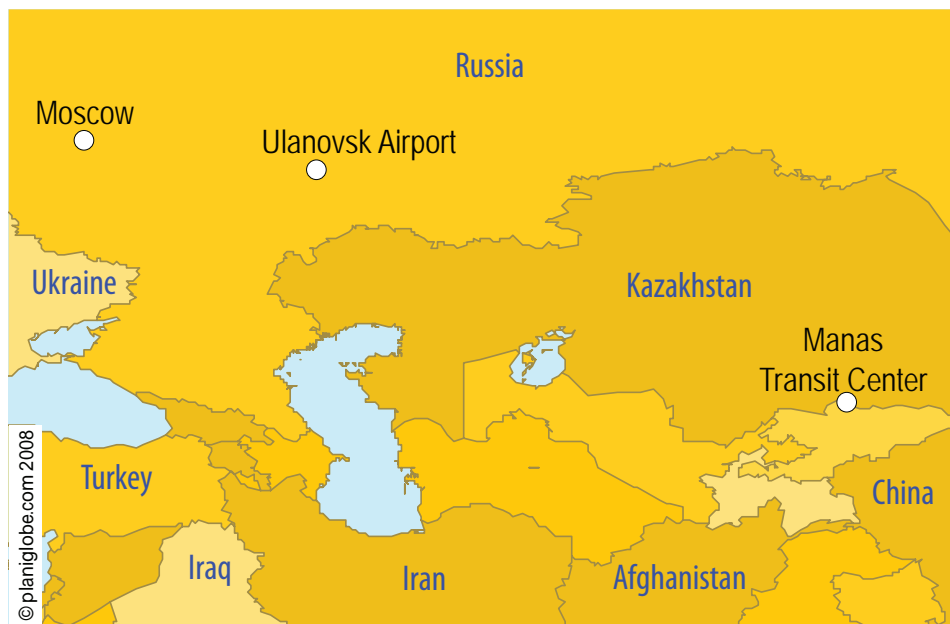 Russia
Moscow
Ulanovsk Airport
Ukraine
Kazakhstan
Manas
Transit Center
Turkey
China
Iraq
Iran
Afghanistan
© planiglobe.com 2008